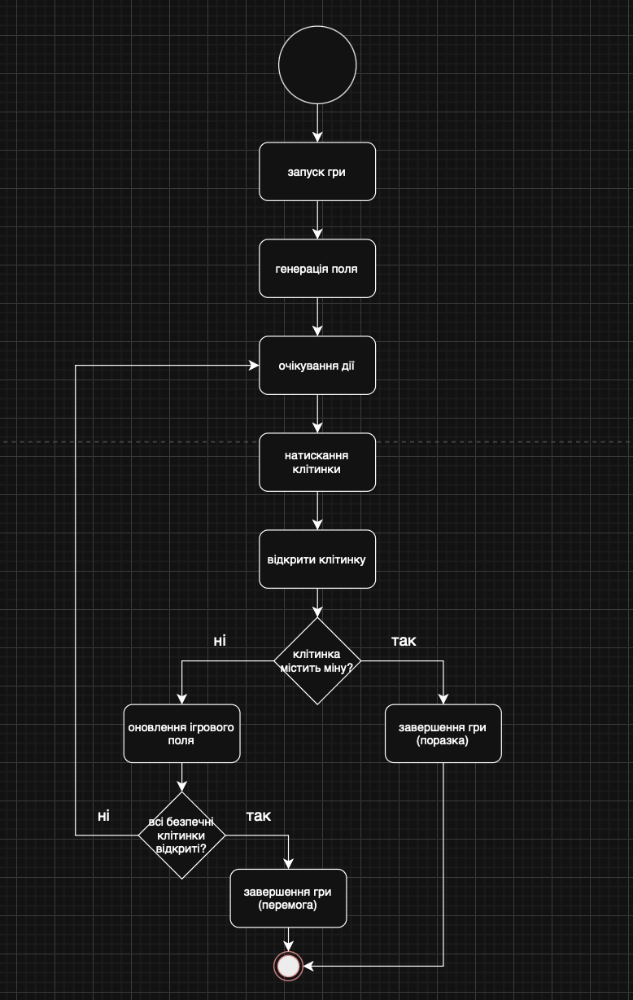 запуск гри
генерація поля
очікування дії
натискання
клітинки
відкрити клітинку
ні
так
клітинка
містить міну?
оновлення ігрового
поля
завершення гри
(поразка)
ні
так
всі безпечні
клітинки
відкриті?
завершення гри
(перемога)